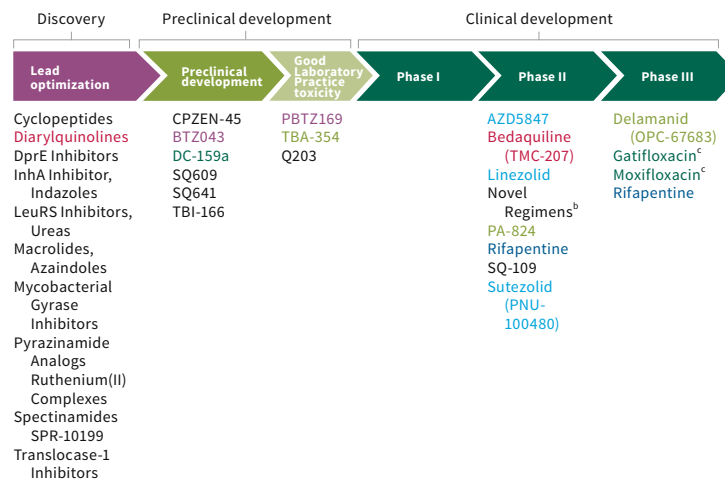 Discovery
Preclinical development
Clinical development
Lead
optimization
Preclinical
development
Good
Laboratory
Practice
toxicity
Phase I
Phase II
Phase III
Cyclopeptides
Diarylquinolines
DprE Inhibitors
InhA Inhibitor,
Indazoles
LeuRS Inhibitors,
Ureas
Macrolides,
Azaindoles
Mycobacterial
Gyrase
Inhibitors
Pyrazinamide
Analogs
Ruthenium(II)
Complexes
Spectinamides
SPR-10199
Translocase-1
Inhibitors
CPZEN-45
BTZ043
DC-159a
SQ609
SQ641
TBI-166
PBTZ169
TBA-354
Q203
AZD5847
Bedaquiline
(TMC-207)
Linezolid
Novel
Regimensᵇ
PA-824
Rifapentine
SQ-109
Sutezolid
(PNU-
100480)
Delamanid
(OPC-67683)
Gatifloxacinᶜ
Moxifloxacinᶜ
Rifapentine